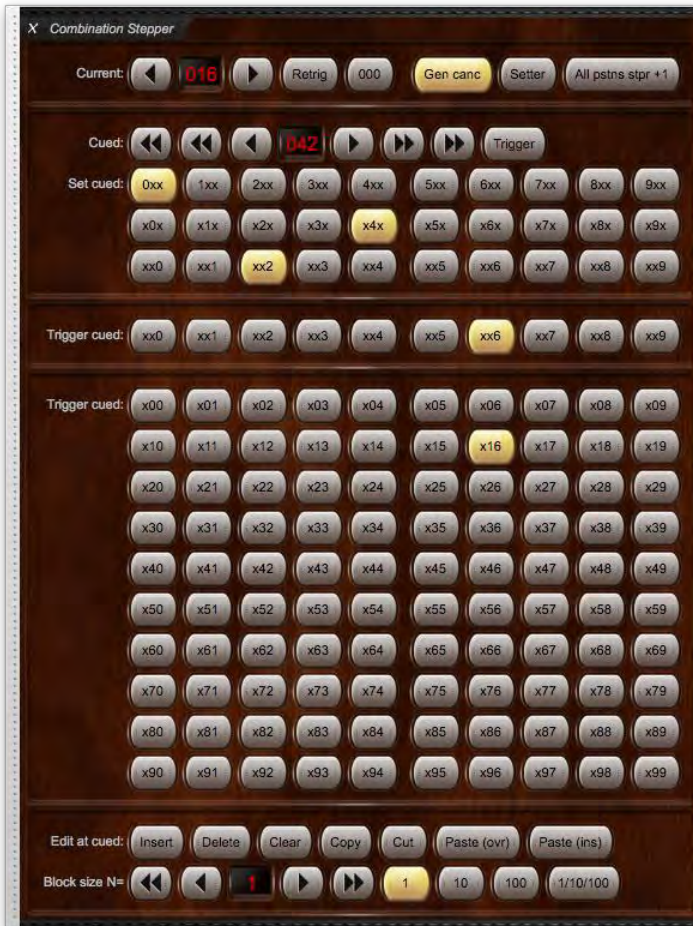 X Combination Stepper
Current: 016 Retrig 000 Gen canc Setter All pstns stpr +1
Cued: 042 Trigger
Set cued: 0xx 1xx 2xx 3xx 4xx 5xx 6xx 7xx 8xx 9xx
x0x x1x x2x x3x x4x x5x x6x x7x x8x x9x
xx0 xx1 xx2 xx3 xx4 xx5 xx6 xx7 xx8 xx9
Trigger cued: xx0 xx1 xx2 xx3 xx4 xx5 xx6 xx7 xx8 xx9
Trigger cued: x00 x01 x02 x03 x04 x05 x06 x07 x08 x09
x10 x11 x12 x13 x14 x15 x16 x17 x18 x19
x20 x21 x22 x23 x24 x25 x26 x27 x28 x29
x30 x31 x32 x33 x34 x35 x36 x37 x38 x39
x40 x41 x42 x43 x44 x45 x46 x47 x48 x49
x50 x51 x52 x53 x54 x55 x56 x57 x58 x59
x60 x61 x62 x63 x64 x65 x66 x67 x68 x69
x70 x71 x72 x73 x74 x75 x76 x77 x78 x79
x80 x81 x82 x83 x84 x85 x86 x87 x88 x89
x90 x91 x92 x93 x94 x95 x96 x97 x98 x99
Edit at cued: Insert Delete Clear Copy Cut Paste (ovr) Paste (ins)
Block size N= 1 1 10 100 1/10/100